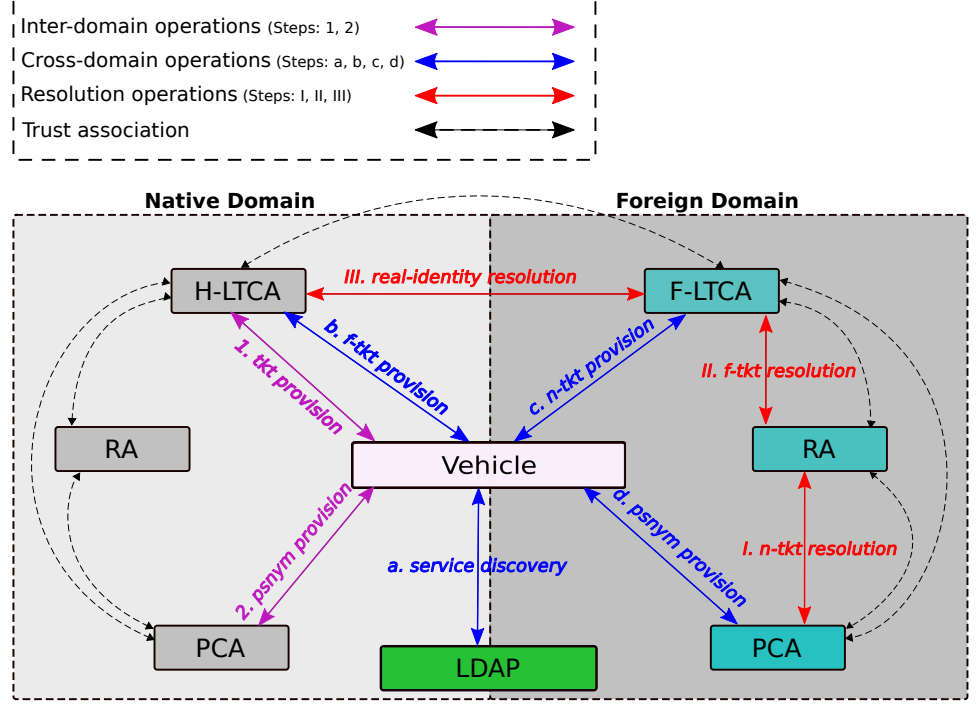 Inter-domain operations (Steps: 1, 2)
Cross-domain operations (Steps: a, b, c, d)
Resolution operations (Steps: I, II, III)
Trust association
Native Domain
Foreign Domain
H-LTCA
III. real-identity resolution
F-LTCA
1. tkt provision
b. f-tkt provision
c. n-tkt provision
II. f-tkt resolution
RA
Vehicle
RA
2. psnym provision
a. service discovery
d. psnym provision
I. n-tkt resolution
PCA
LDAP
PCA